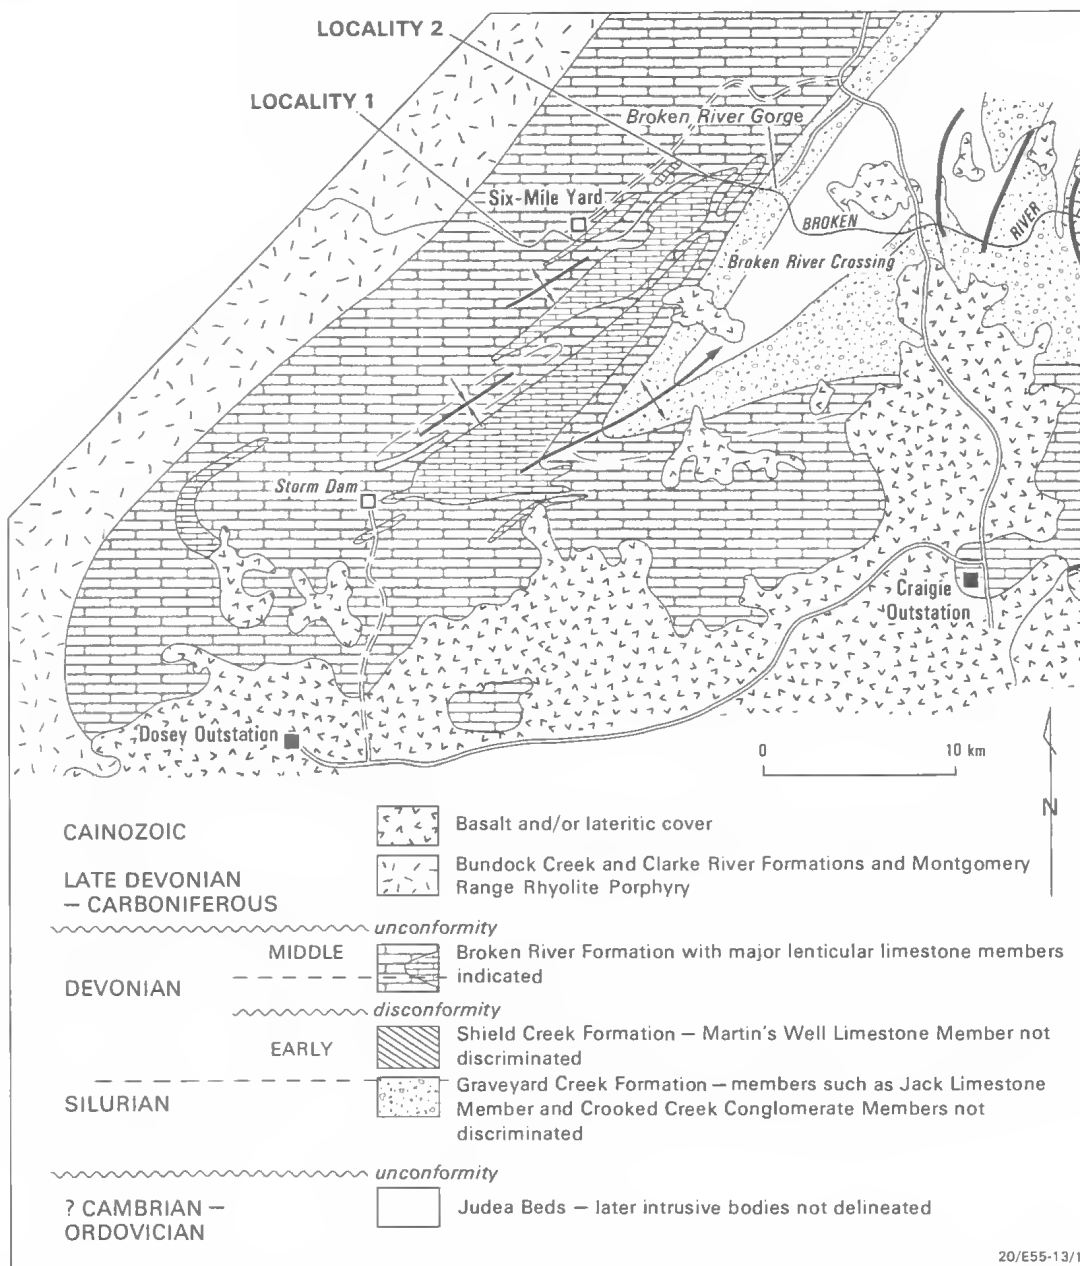 LOCALITY 2
LOCALITY 1
Broken River Gorge
Six-Mile Yard
BROKEN
RIVER
Broken River Crossing
Storm Dam
Craigie
Outstation
Dosey Outstation
0 10 km
N
CAINOZOIC
Basalt and/or lateritic cover
LATE DEVONIAN
– CARBONIFEROUS
Bundock Creek and Clarke River Formations and Montgomery
Range Rhyolite Porphyry
unconformity
DEVONIAN
MIDDLE
Broken River Formation with major lenticular limestone members
indicated
disconformity
EARLY
Shield Creek Formation – Martin's Well Limestone Member not
discriminated
SILURIAN
Graveyard Creek Formation – members such as Jack Limestone
Member and Crooked Creek Conglomerate Members not
discriminated
unconformity
? CAMBRIAN –
ORDOVICIAN
Judea Beds – later intrusive bodies not delineated
20/E55-13/1